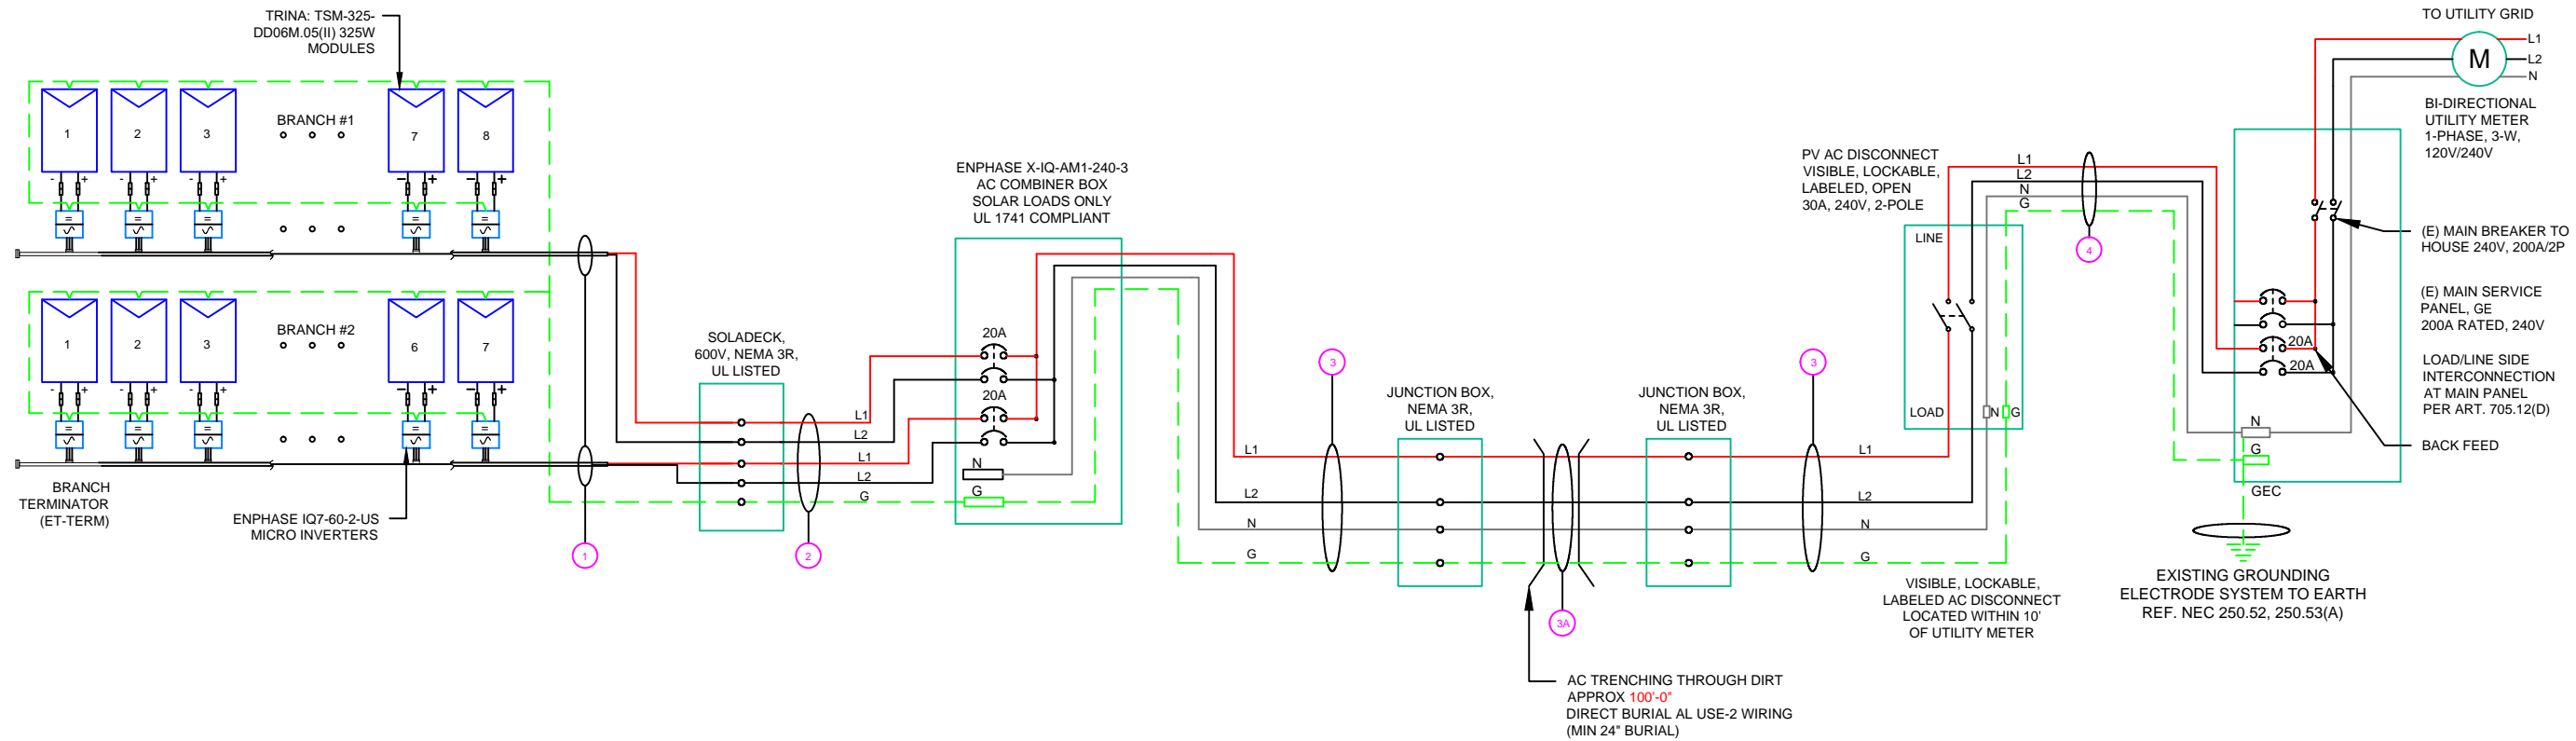 TRINA: TSM-325-
DD06M.05(II) 325W
MODULES
1
2
3
BRANCH #1
7
8
- +
- +
- +
- +
- +
1
2
3
BRANCH #2
6
7
- +
- +
- +
- +
- +
BRANCH
TERMINATOR
(ET-TERM)
ENPHASE IQ7-60-2-US
MICRO INVERTERS
1
SOLADECK,
600V, NEMA 3R,
UL LISTED
2
L1
L2
L1
L2
G
ENPHASE X-IQ-AM1-240-3
AC COMBINER BOX
SOLAR LOADS ONLY
UL 1741 COMPLIANT
20A
20A
N
G
L1
L2
N
G
3
JUNCTION BOX,
NEMA 3R,
UL LISTED
3A
AC TRENCHING THROUGH DIRT
APPROX 100'-0"
DIRECT BURIAL AL USE-2 WIRING
(MIN 24" BURIAL)
JUNCTION BOX,
NEMA 3R,
UL LISTED
3
L1
L2
N
G
PV AC DISCONNECT
VISIBLE, LOCKABLE,
LABELED, OPEN
30A, 240V, 2-POLE
LINE
LOAD
N G
VISIBLE, LOCKABLE,
LABELED AC DISCONNECT
LOCATED WITHIN 10'
OF UTILITY METER
L1
L2
N
G
4
TO UTILITY GRID
L1
L2
N
M
BI-DIRECTIONAL
UTILITY METER
1-PHASE, 3-W,
120V/240V
(E) MAIN BREAKER TO
HOUSE 240V, 200A/2P
(E) MAIN SERVICE
PANEL, GE
200A RATED, 240V
LOAD/LINE SIDE
INTERCONNECTION
AT MAIN PANEL
PER ART. 705.12(D)
BACK FEED
20A
20A
N
G
GEC
EXISTING GROUNDING
ELECTRODE SYSTEM TO EARTH
REF. NEC 250.52, 250.53(A)